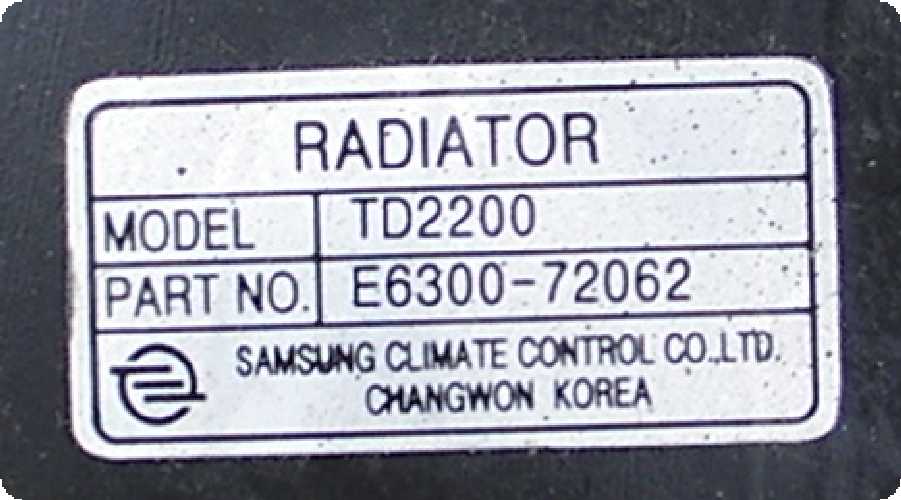 RADIATOR
MODEL TD2200
PART NO. E6300-72062
SAMSUNG CLIMATE CONTROL CO.,LTD.
CHANGWON KOREA